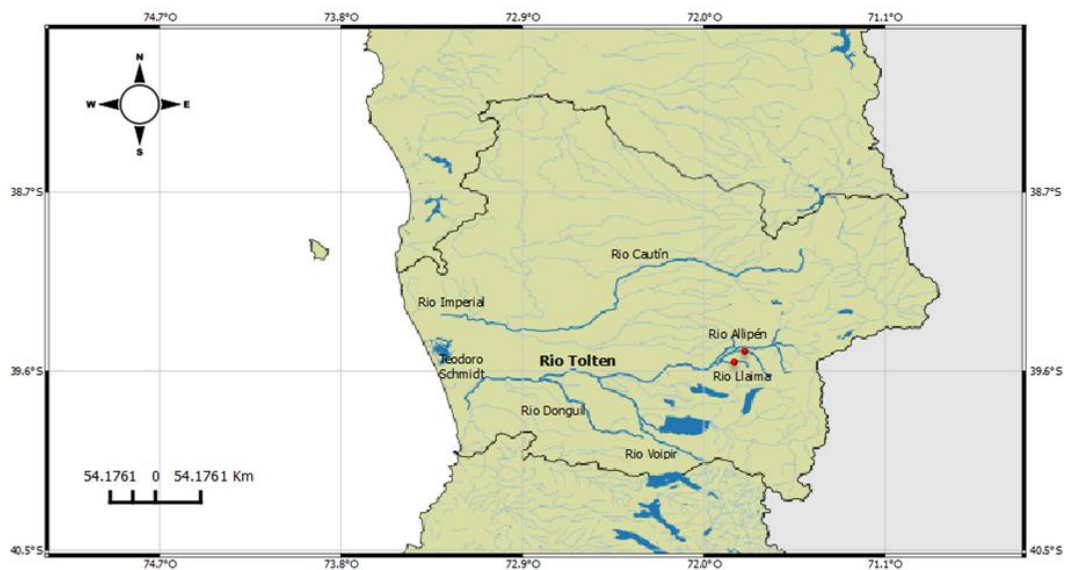 74.7°O 73.8°O 72.9°O 72.0°O 71.1°O
N
W E
S
38.7°S 38.7°S
Rio Cautín
Rio Imperial
Rio Allipén
Teodoro
Schmidt
Rio Tolten
39.6°S 39.6°S
Rio Llaima
Rio Donguil
Rio Voipir
54.1761 0 54.1761 Km
40.5°S 40.5°S
74.7°O 73.8°O 72.9°O 72.0°O 71.1°O